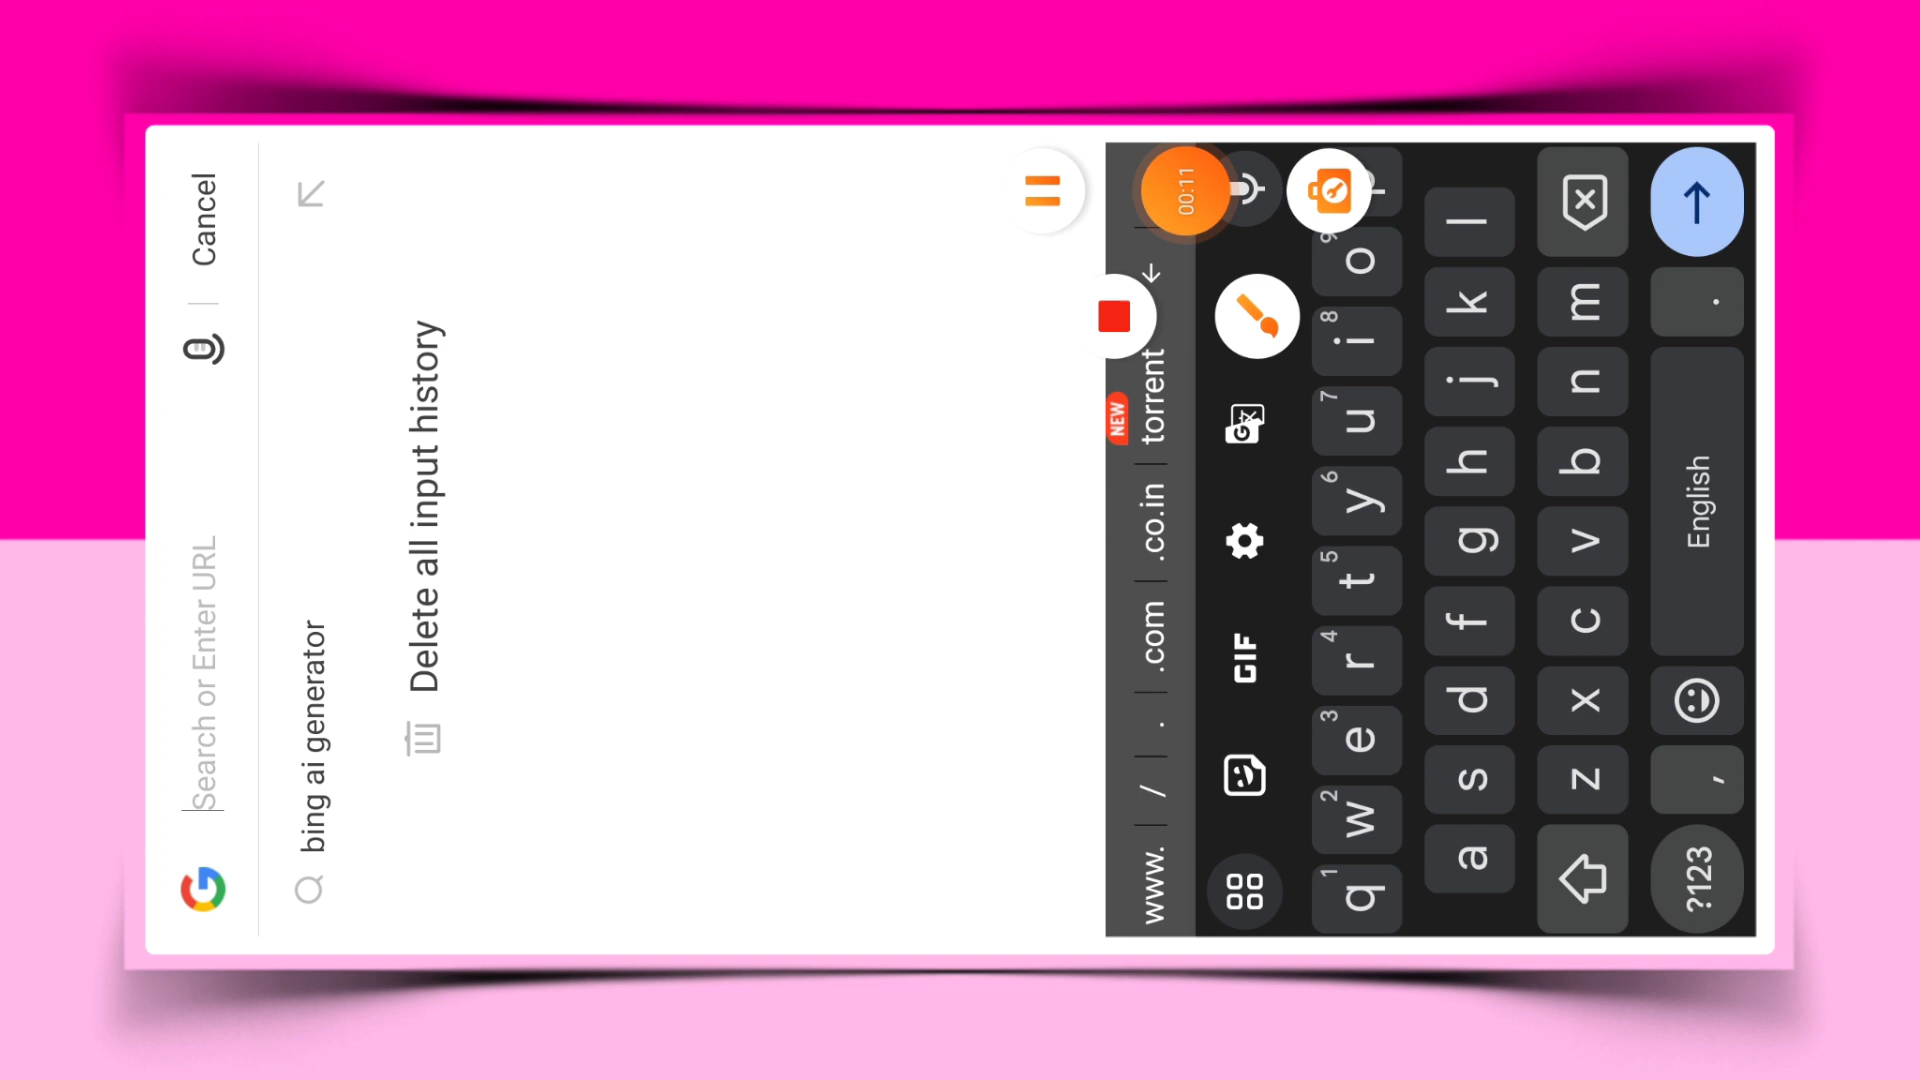 Search or Enter URL
Cancel
bing ai generator
Delete all input history
NEW
www. / . .com .co.in torrent
00:11
GIF
q 1 w 2 e 3 r 4 t 5 y 6 u 7 i 8 o 9
a s d f g h j k l
z x c v b n m
?123 , English .